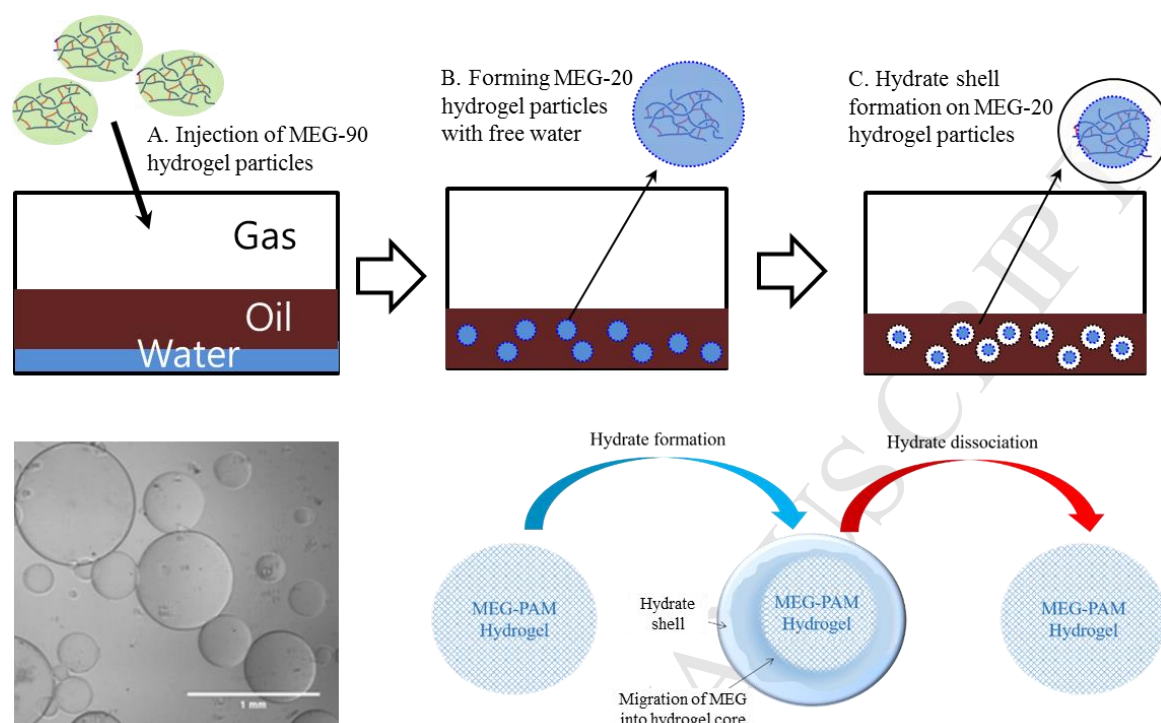 A. Injection of MEG-90
hydrogel particles
B. Forming MEG-20
hydrogel particles
with free water
C. Hydrate shell
formation on MEG-20
hydrogel particles
Gas
Oil
Water
1 mm
Hydrate formation
Hydrate dissociation
MEG-PAM
Hydrogel
Hydrate
shell
MEG-PAM
Hydrogel
MEG-PAM
Hydrogel
Migration of MEG
into hydrogel core